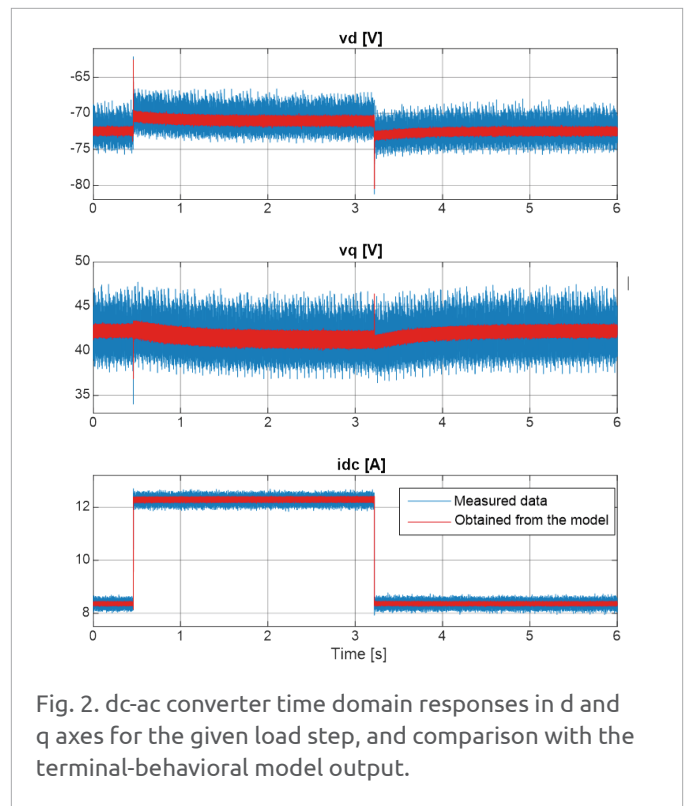 vd [V]
-65
-70
-75
-80
0 1 2 3 4 5 6
vq [V]
50
45
40
35
0 1 2 3 4 5 6
idc [A]
12
10
8
Measured data
Obtained from the model
0 1 2 3 4 5 6
Time [s]
Fig. 2. dc-ac converter time domain responses in d and
q axes for the given load step, and comparison with the
terminal-behavioral model output.